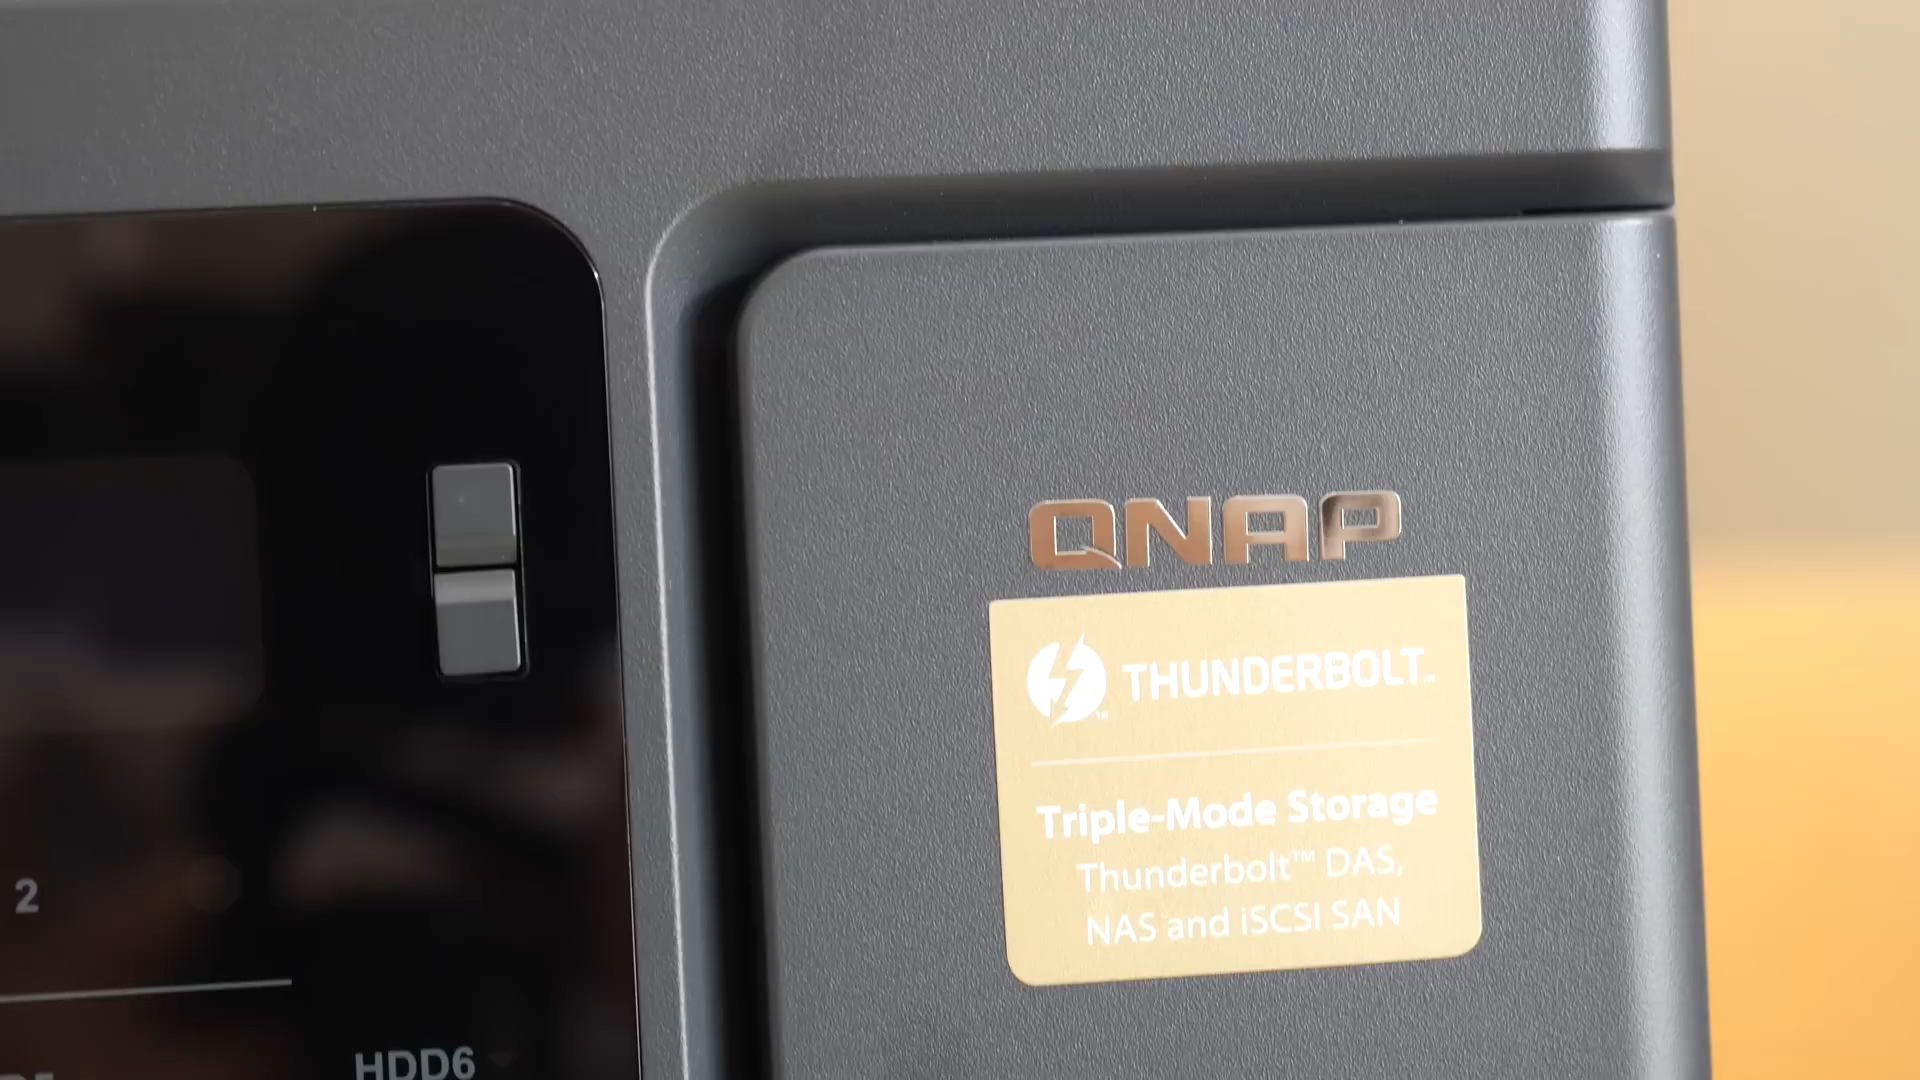 QNAP
THUNDERBOLT™
Triple-Mode Storage
Thunderbolt™ DAS,
NAS and iSCSI SAN
2
HDD6